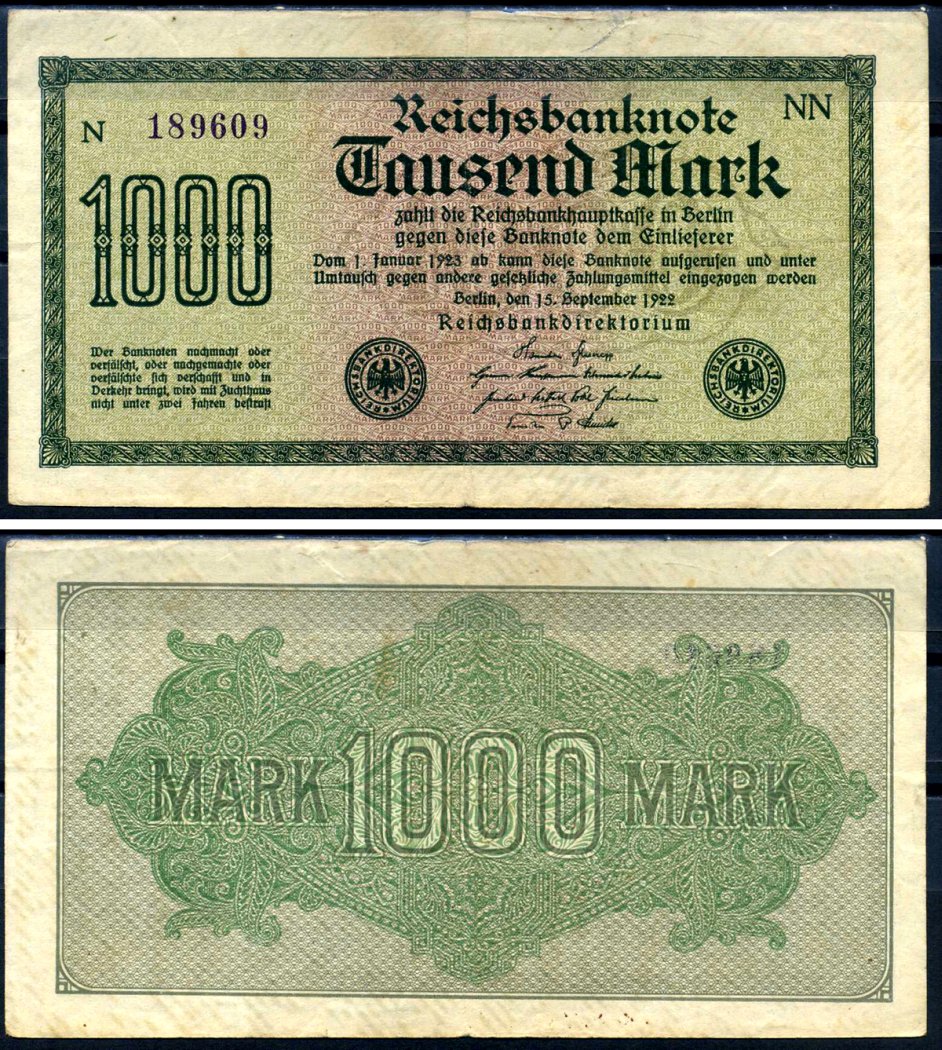 N 189609
NN
Reichsbanknote
Tausend Mark
zahlt die Reichsbankhauptkasse in Berlin
gegen diese Banknote dem Einlieferer
Vom 1. Januar 1923 ab kann diese Banknote aufgerufen und unter
Umtausch gegen andere gesetzliche Zahlungsmittel eingezogen werden
Berlin, den 15. September 1922
Reichsbankdirektorium
1000
Wer Banknoten nachmacht oder
verfälscht, oder nachgemachte oder
verfälschte sich verschafft und in
Verkehr bringt, wird mit Zuchthaus
nicht unter zwei Jahren bestraft
REICHSBANKDIREKTORIUM
REICHSBANKDIREKTORIUM
MARK 1000 MARK